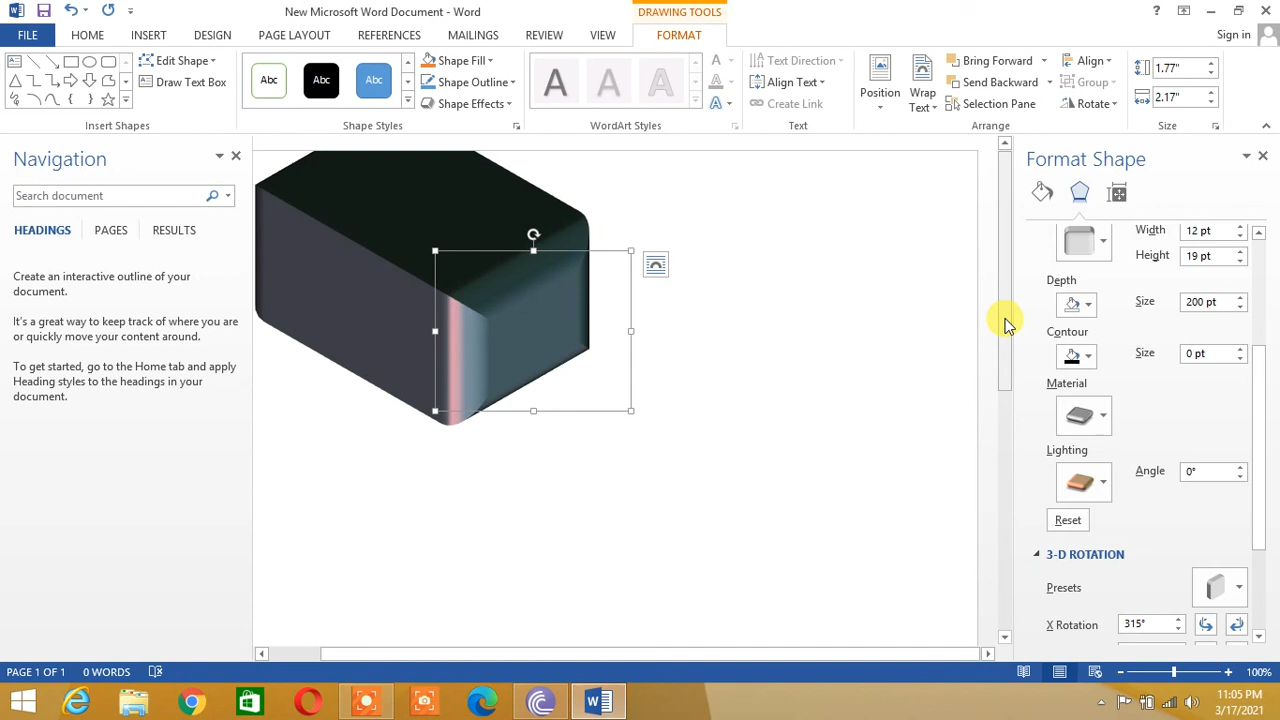 New Microsoft Word Document - Word
DRAWING TOOLS
?
FILE HOME INSERT DESIGN PAGE LAYOUT REFERENCES MAILINGS REVIEW VIEW FORMAT
Sign in
Edit Shape
Draw Text Box
Insert Shapes
Abc Abc Abc
Shape Fill
Shape Outline
Shape Effects
Shape Styles
A A A
WordArt Styles
Text Direction
Align Text
Create Link
Text
Position
Wrap
Text
Bring Forward
Send Backward
Selection Pane
Align
Group
Rotate
Arrange
1.77"
2.17"
Size
Navigation
Search document
HEADINGS PAGES RESULTS
Create an interactive outline of your
document.
It's a great way to keep track of where you are
or quickly move your content around.
To get started, go to the Home tab and apply
Heading styles to the headings in your
document.
Format Shape
Width 12 pt
Height 19 pt
Depth
Size 200 pt
Contour
Size 0 pt
Material
Lighting
Angle 0°
Reset
3-D ROTATION
Presets
X Rotation 315°
PAGE 1 OF 1 0 WORDS
100%
11:05 PM
3/17/2021